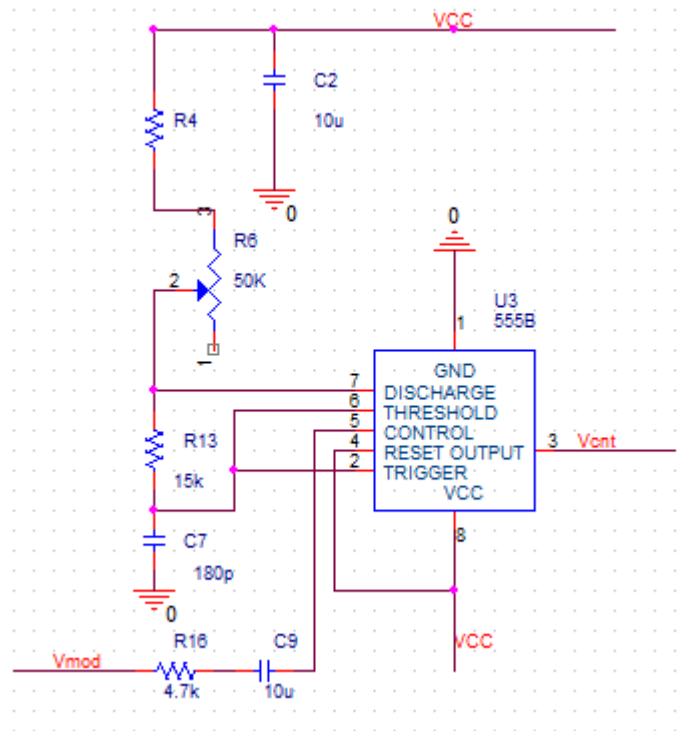 VCC
C2
R4
10u
0
3
0
R6
2
50K
U3
555B
1
1
GND
7
DISCHARGE
6
THRESHOLD
R13
5
CONTROL
4
RESET OUTPUT
3
Vcnt
15k
2
TRIGGER
VCC
8
C7
180p
0
R16
C9
VCC
Vmod
4.7k
10u